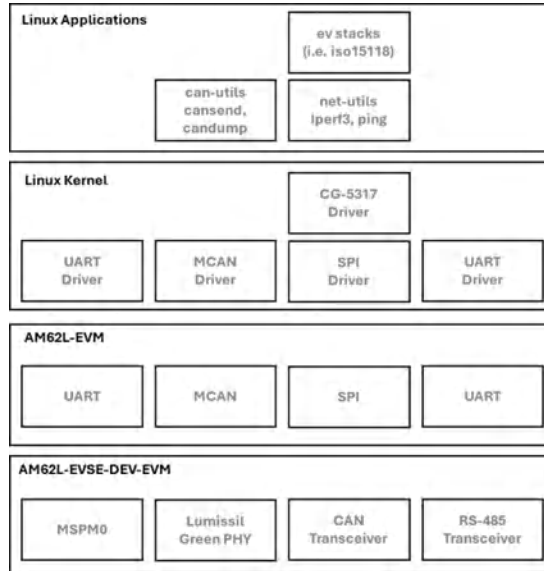 Linux Applications
ev stacks
(i.e. iso15118)
can-utils
cansend,
candump
net-utils
iperf3, ping
Linux Kernel
CG-5317
Driver
UART
Driver
MCAN
Driver
SPI
Driver
UART
Driver
AM62L-EVM
UART
MCAN
SPI
UART
AM62L-EVSE-DEV-EVM
MSPM0
Lumissil
Green PHY
CAN
Transceiver
RS-485
Transceiver